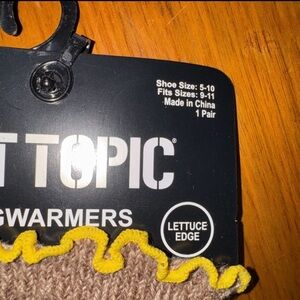 Shoe Size: 5-10
Fits Sizes: 9-11
Made in China
1 Pair
T TOPIC®
GWARMERS
LETTUCE
EDGE